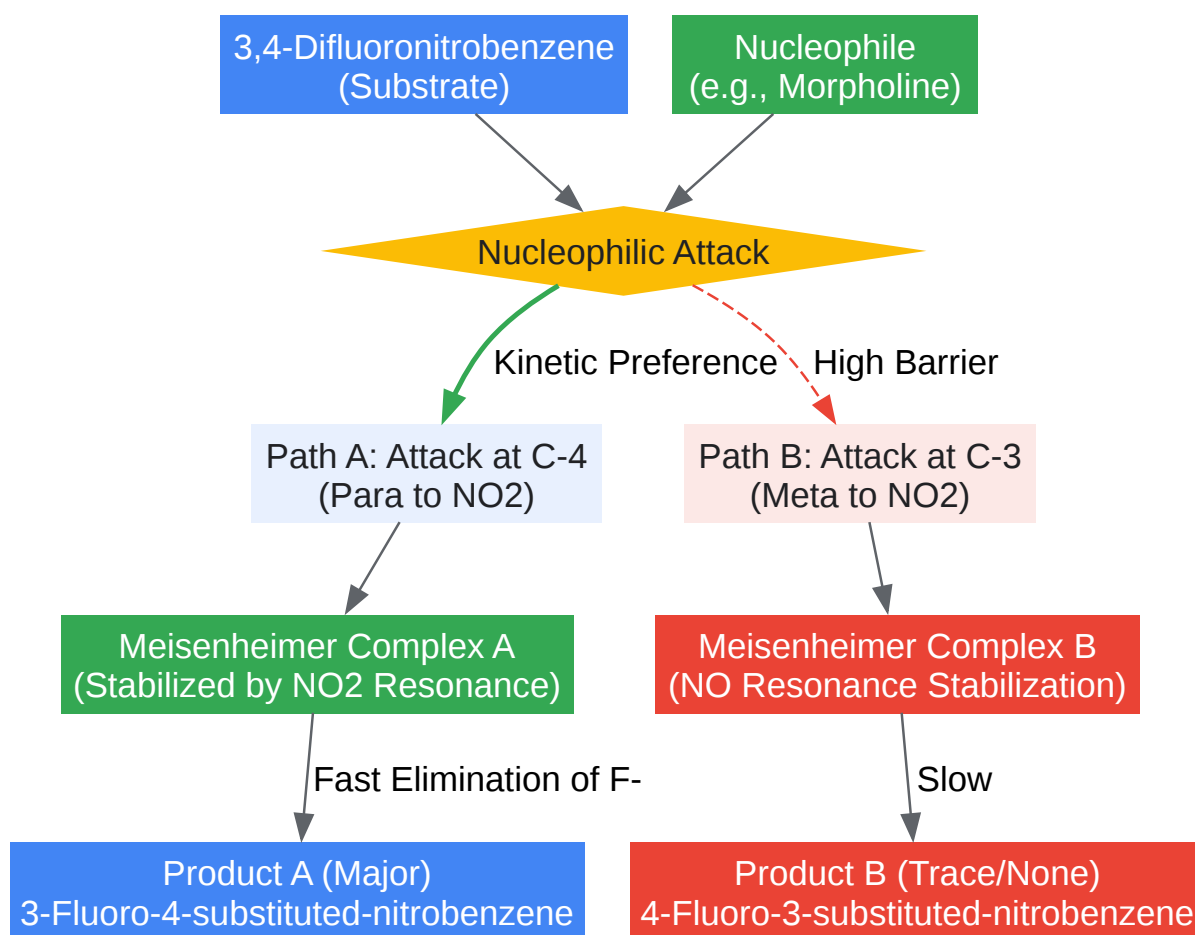 3,4-Difluoronitrobenzene
(Substrate)
Nucleophile
(e.g., Morpholine)
Nucleophilic Attack
Kinetic Preference
High Barrier
Path A: Attack at C-4
(Para to NO2)
Path B: Attack at C-3
(Meta to NO2)
Meisenheimer Complex A
(Stabilized by NO2 Resonance)
Meisenheimer Complex B
(NO Resonance Stabilization)
Fast Elimination of F-
Slow
Product A (Major)
3-Fluoro-4-substituted-nitrobenzene
Product B (Trace/None)
4-Fluoro-3-substituted-nitrobenzene